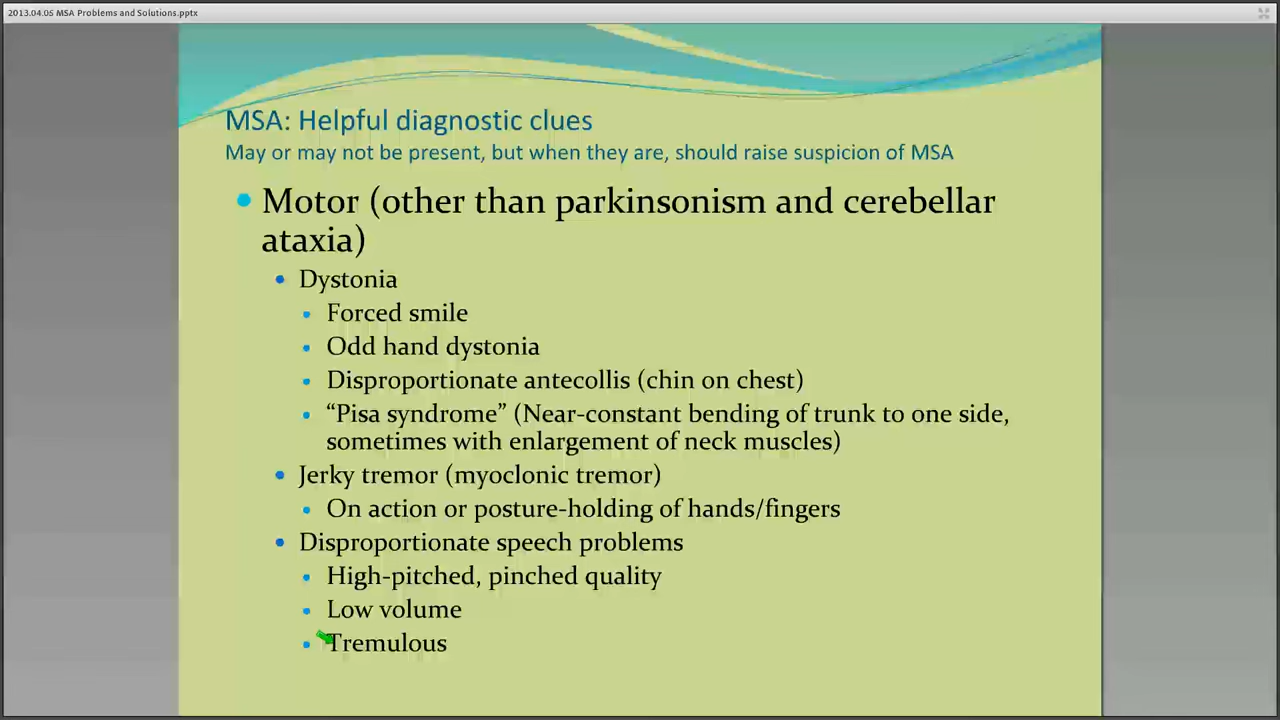 2013.04.05 MSA Problems and Solutions.pptx
MSA: Helpful diagnostic clues
May or may not be present, but when they are, should raise suspicion of MSA
• Motor (other than parkinsonism and cerebellar
ataxia)
• Dystonia
• Forced smile
• Odd hand dystonia
• Disproportionate antecollis (chin on chest)
• “Pisa syndrome” (Near-constant bending of trunk to one side,
sometimes with enlargement of neck muscles)
• Jerky tremor (myoclonic tremor)
• On action or posture-holding of hands/fingers
• Disproportionate speech problems
• High-pitched, pinched quality
• Low volume
• Tremulous